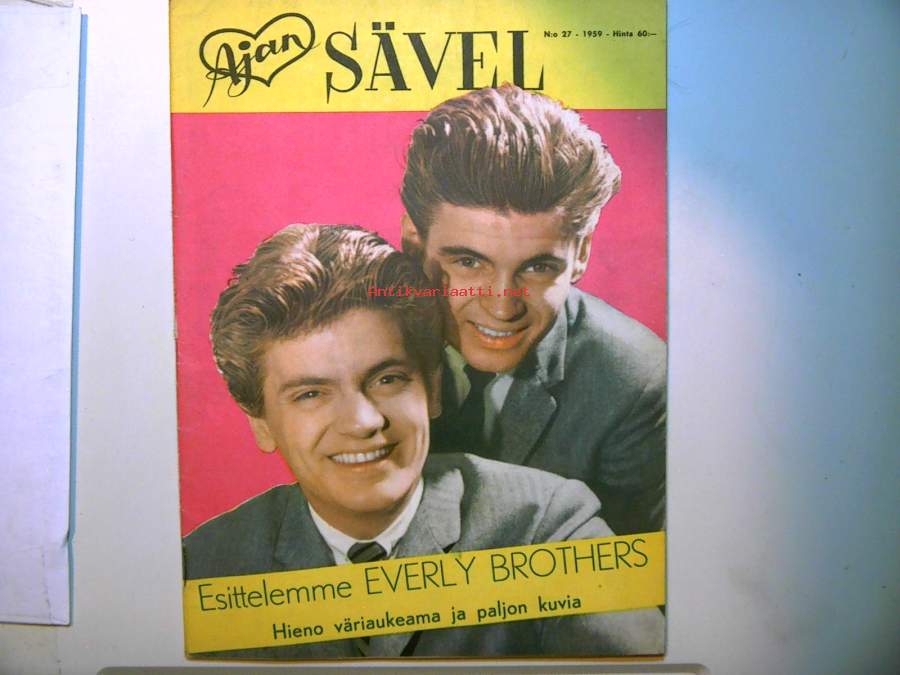 Ajan
SÄVEL
N:o 27 - 1959 - Hinta 60:—
Antikvariaatti.net
Esittelemme EVERLY BROTHERS
Hieno väriaukeama ja paljon kuvia